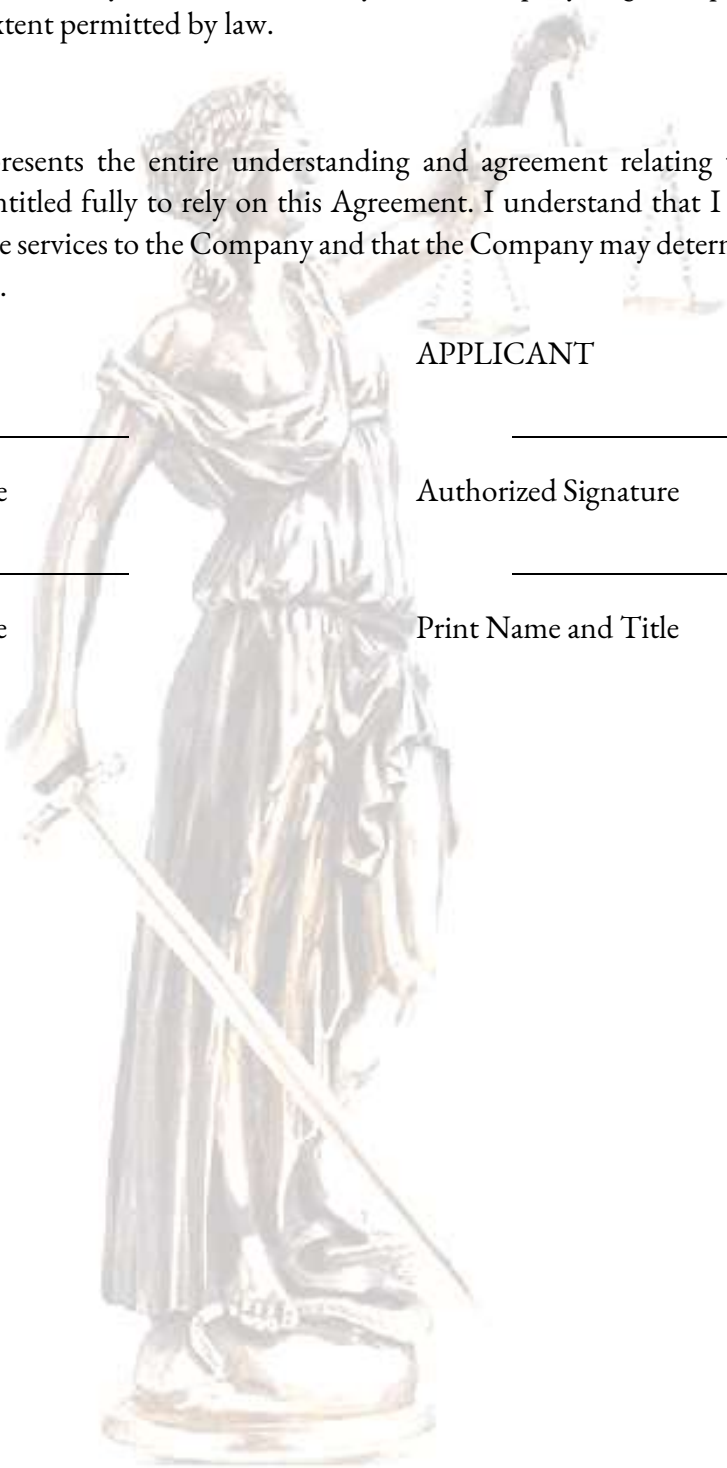 xtent permitted by law.
resents the entire understanding and agreement relating
ntitled fully to rely on this Agreement. I understand that I
e services to the Company and that the Company may determ
.
APPLICANT
e Authorized Signature
e Print Name and Title